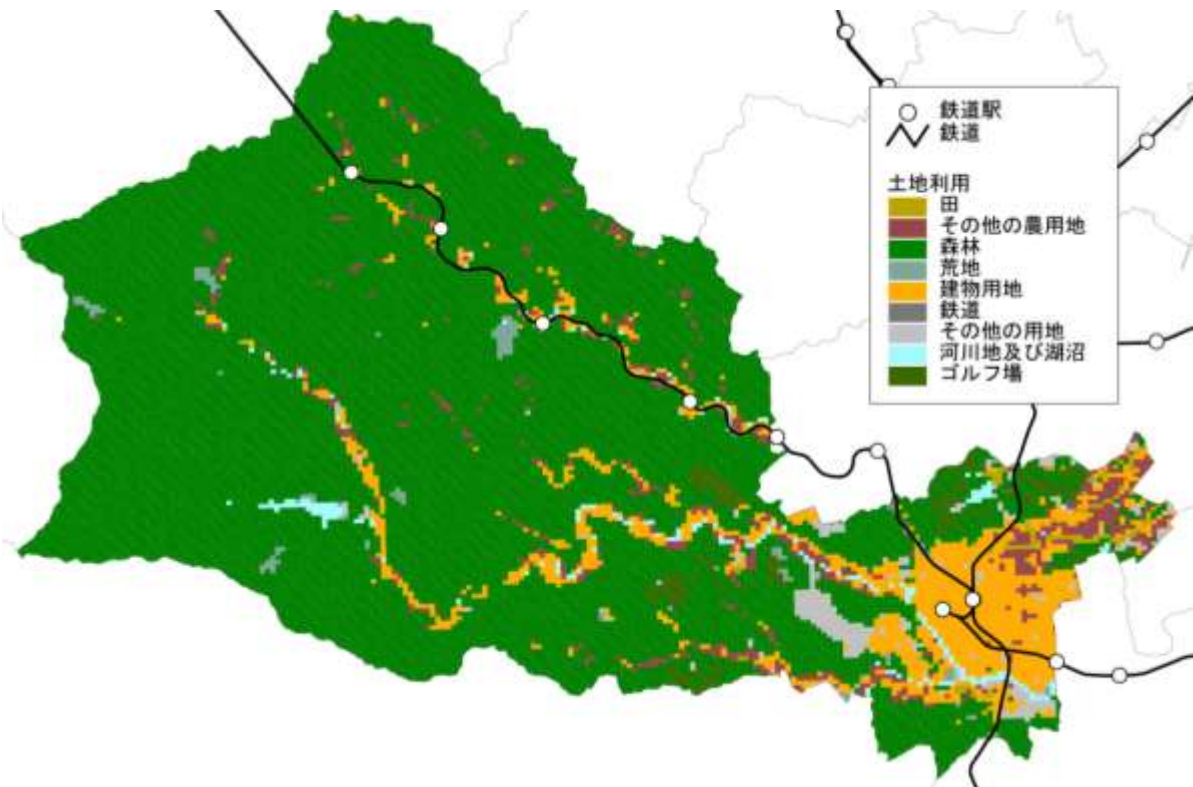 鉄道駅
鉄道
土地利用
田
その他の農用地
森林
荒地
建物用地
鉄道
その他の用地
河川地及び湖沼
ゴルフ場